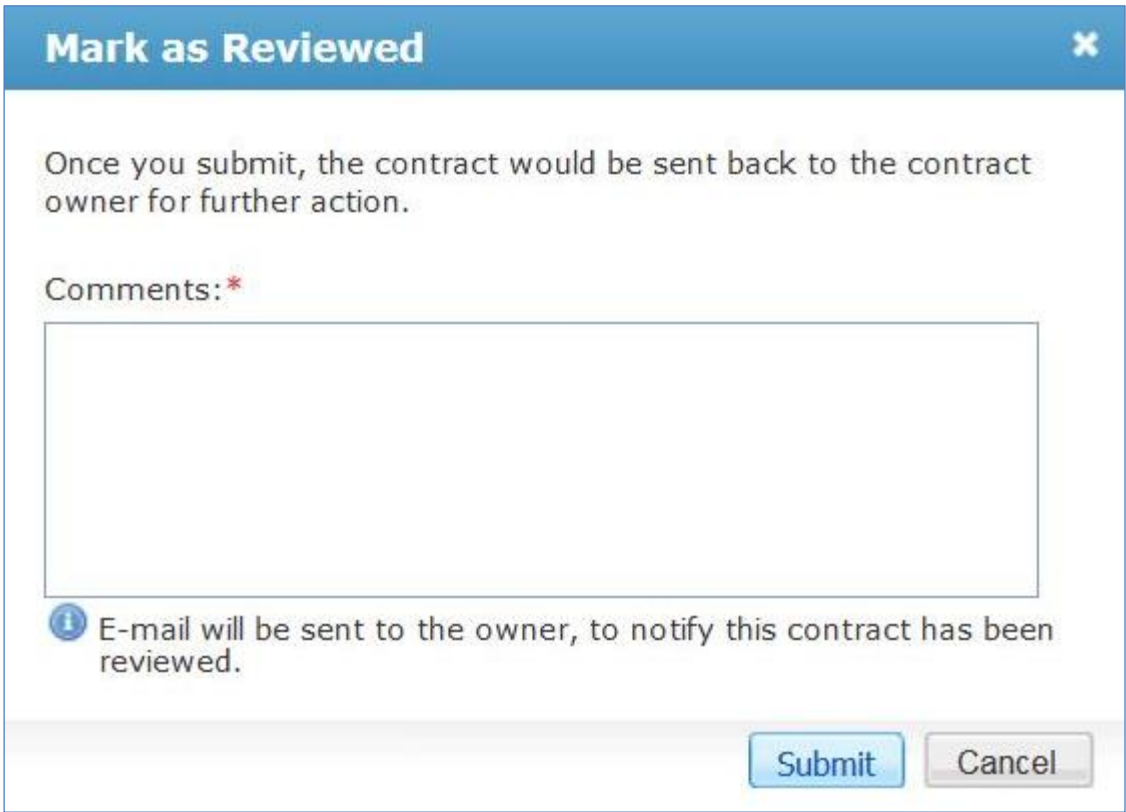 Mark as Reviewed
Once you submit, the contract would be sent back to the contract
owner for further action.
Comments:*
E-mail will be sent to the owner, to notify this contract has been
reviewed.
Submit Cancel